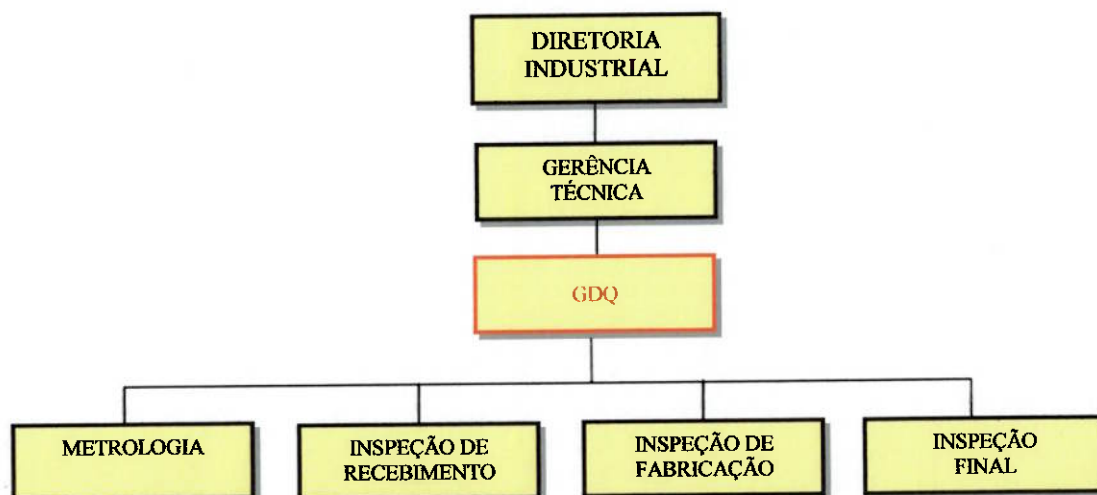 DIRETORIA
INDUSTRIAL
GERÊNCIA
TÉCNICA
GDQ
METROLOGIA
INSPEÇÃO DE
RECEBIMENTO
INSPEÇÃO DE
FABRICAÇÃO
INSPEÇÃO
FINAL